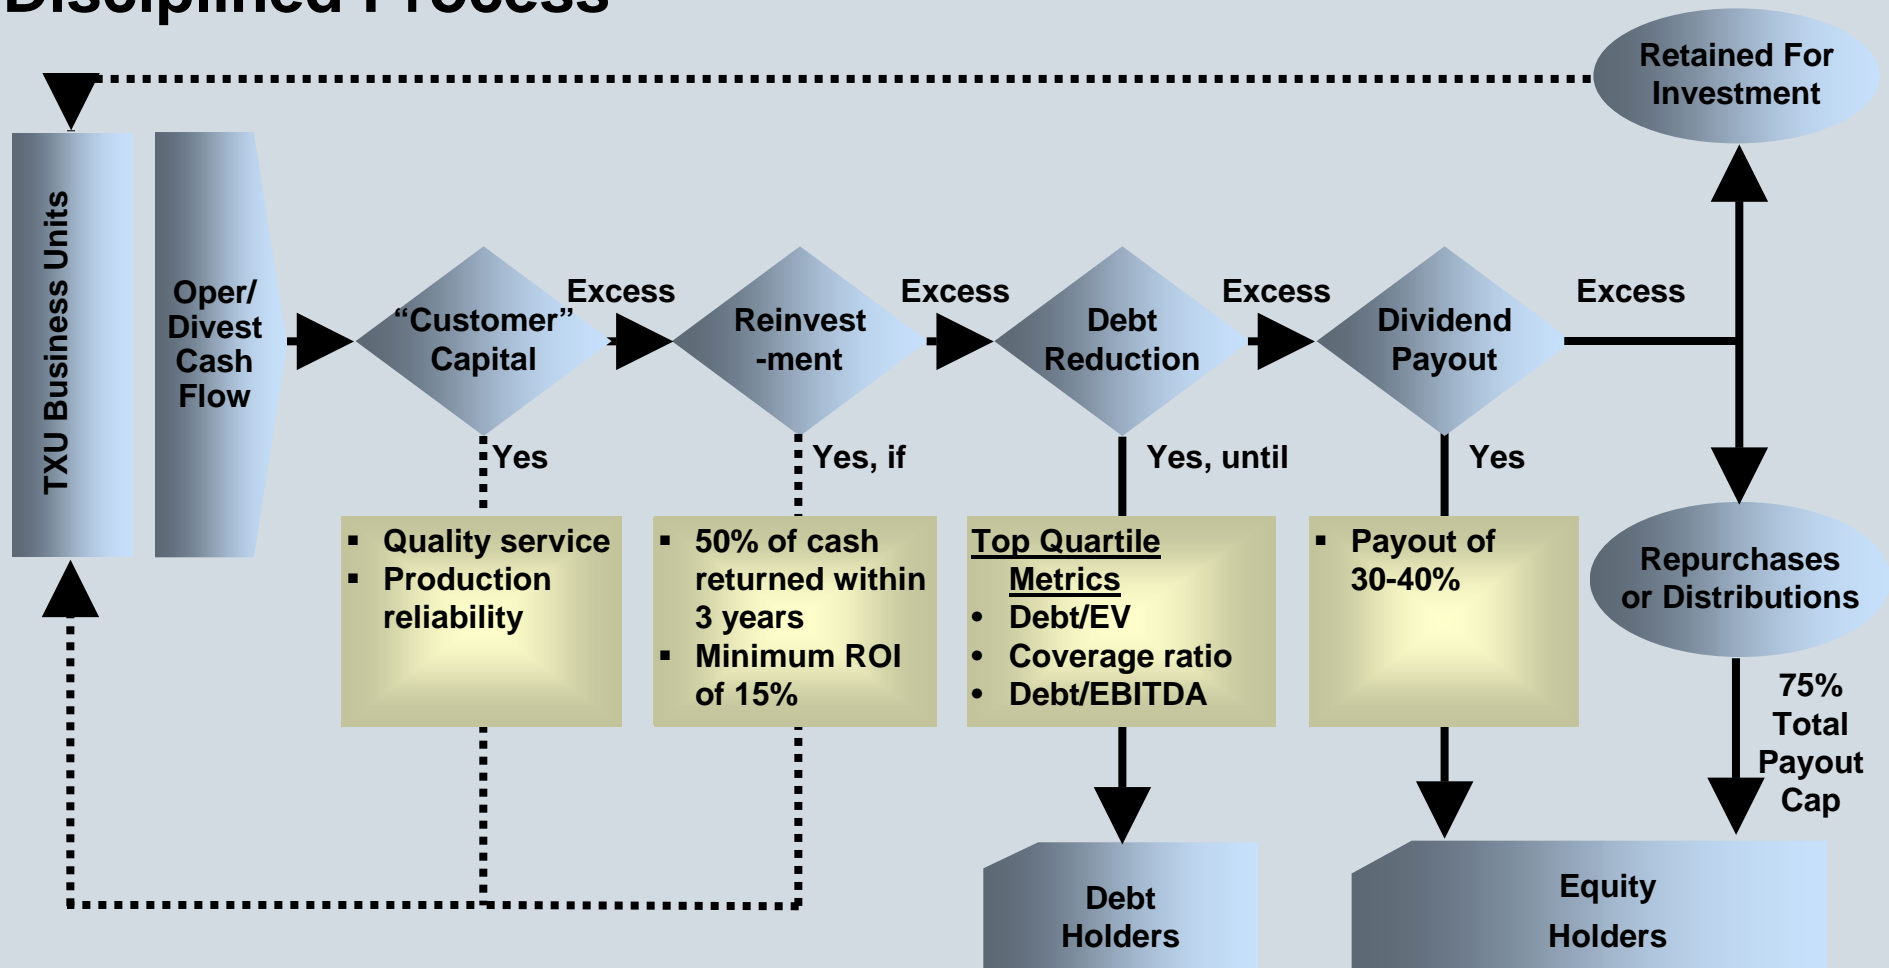 Disciplined Process
Retained For
Investment
TXU Business Units
Oper/
Divest
Cash
Flow
“Customer”
Capital
Excess
Reinvest
-ment
Excess
Debt
Reduction
Excess
Dividend
Payout
Excess
Yes
Yes, if
Yes, until
Yes
▪ Quality service
▪ Production
reliability
▪ 50% of cash
returned within
3 years
▪ Minimum ROI
of 15%
Top Quartile
Metrics
• Debt/EV
• Coverage ratio
• Debt/EBITDA
▪ Payout of
30-40%
Repurchases
or Distributions
75%
Total
Payout
Cap
Debt
Holders
Equity
Holders